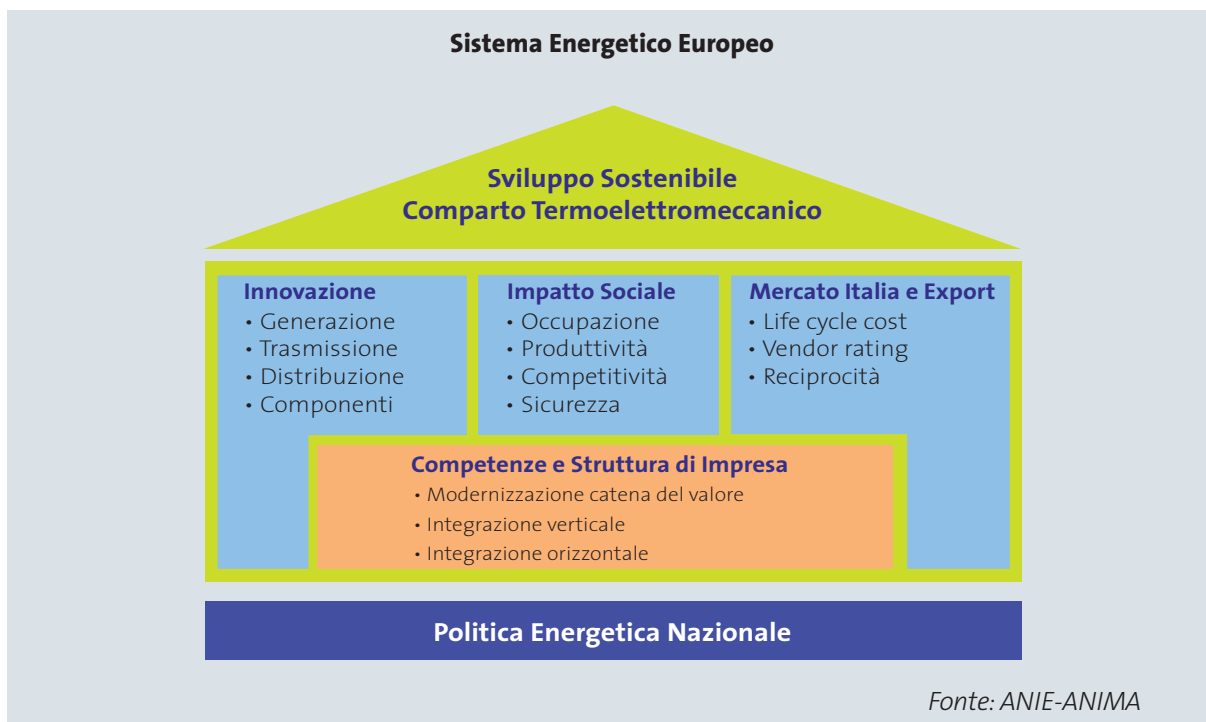 Sistema Energetico Europeo
Sviluppo Sostenibile
Comparto Termoelettromeccanico
Innovazione
• Generazione
• Trasmissione
• Distribuzione
• Componenti
Impatto Sociale
• Occupazione
• Produttività
• Competitività
• Sicurezza
Mercato Italia e Export
• Life cycle cost
• Vendor rating
• Reciprocità
Competenze e Struttura di Impresa
• Modernizzazione catena del valore
• Integrazione verticale
• Integrazione orizzontale
Politica Energetica Nazionale
Fonte: ANIE-ANIMA